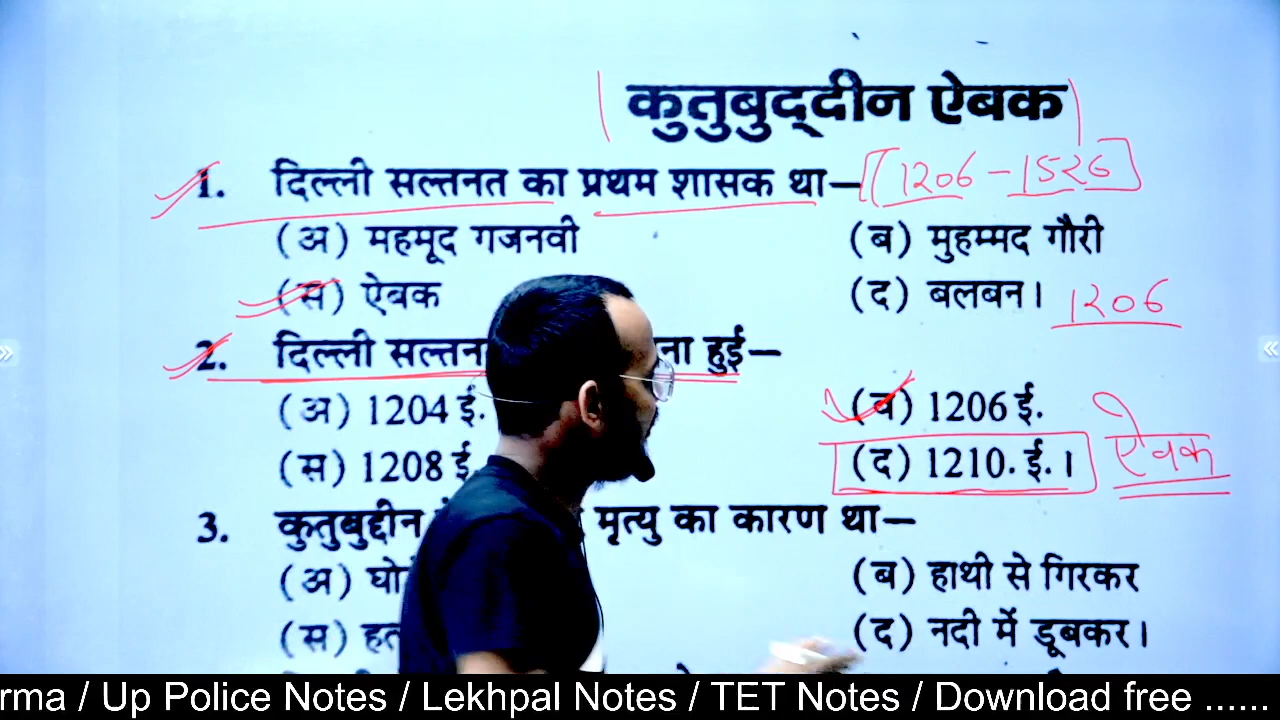 कुतुबुद्दीन ऐबक
1. दिल्ली सल्तनत का प्रथम शासक था— [1206 - 1526]
(अ) महमूद गजनवी (ब) मुहम्मद गौरी
(स) ऐबक (द) बलबन। 1206
2. दिल्ली सल्तन ना हुई—
(अ) 1204 ई. (ब) 1206 ई.
(स) 1208 ई. (द) 1210. ई.। ऐबक
3. कुतुबुद्दीन मृत्यु का कारण था—
(अ) (ब) हाथी से गिरकर
(स) (द) नदी में डूबकर।
rma / Up Police Notes / Lekhpal Notes / TET Notes / Download free ......